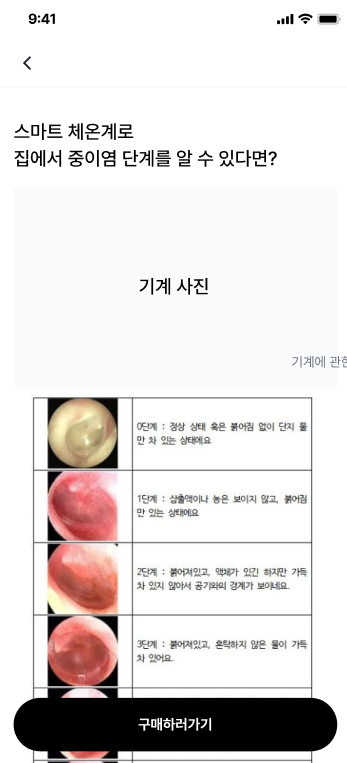 9:41
스마트 체온계로
집에서 중이염 단계를 알 수 있다면?
기계 사진
기계에 관한
0단계 : 정상 상태 혹은 붉어짐 없이 단지 물
만 차 있는 상태에요
1단계 : 삼출액이나 농은 보이지 않고, 붉어짐
만 있는 상태에요
2단계 : 붉어져있고, 액체가 있긴 하지만 가득
차 있지 않아서 공기와의 경계가 보이네요.
3단계 : 붉어져있고, 혼탁하지 않은 물이 가득
차 있어요.
구매하러가기